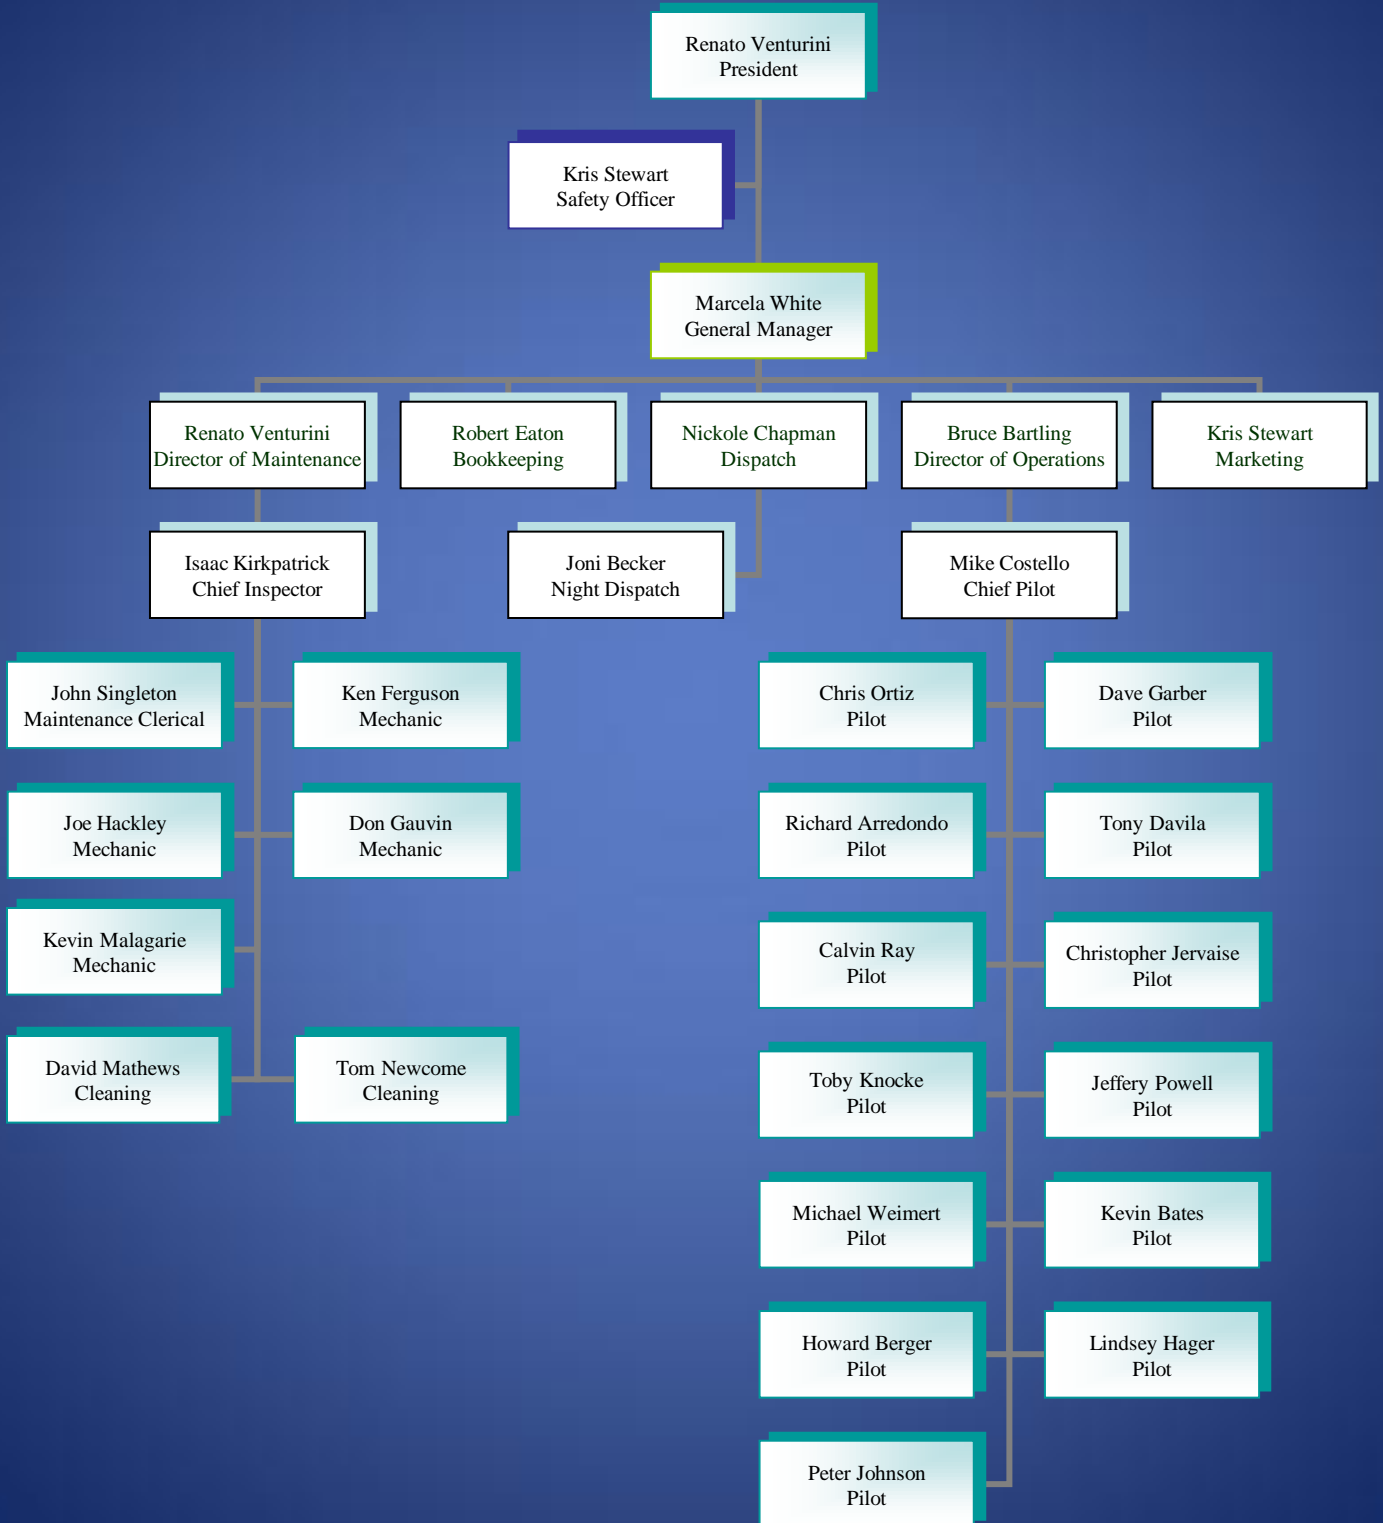 Renato Venturini
President
Kris Stewart
Safety Officer
Marcela White
General Manager
Renato Venturini
Director of Maintenance
Robert Eaton
Bookkeeping
Nickole Chapman
Dispatch
Bruce Bartling
Director of Operations
Kris Stewart
Marketing
Isaac Kirkpatrick
Chief Inspector
Joni Becker
Night Dispatch
Mike Costello
Chief Pilot
John Singleton
Maintenance Clerical
Ken Ferguson
Mechanic
Chris Ortiz
Pilot
Dave Garber
Pilot
Joe Hackley
Mechanic
Don Gauvin
Mechanic
Richard Arredondo
Pilot
Tony Davila
Pilot
Kevin Malagarie
Mechanic
Calvin Ray
Pilot
Christopher Jervaise
Pilot
David Mathews
Cleaning
Tom Newcome
Cleaning
Toby Knocke
Pilot
Jeffery Powell
Pilot
Michael Weimert
Pilot
Kevin Bates
Pilot
Howard Berger
Pilot
Lindsey Hager
Pilot
Peter Johnson
Pilot